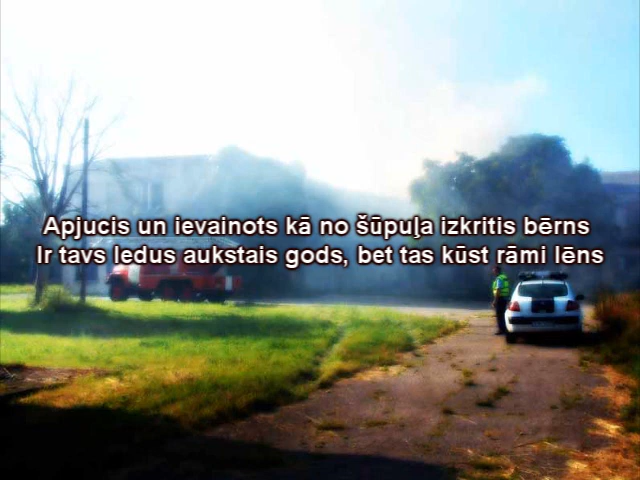 Apjucis un ievainots kā no šūpuļa izkritis bērns
Ir tavs ledus aukstais gods, bet tas kūst rāmi lēns